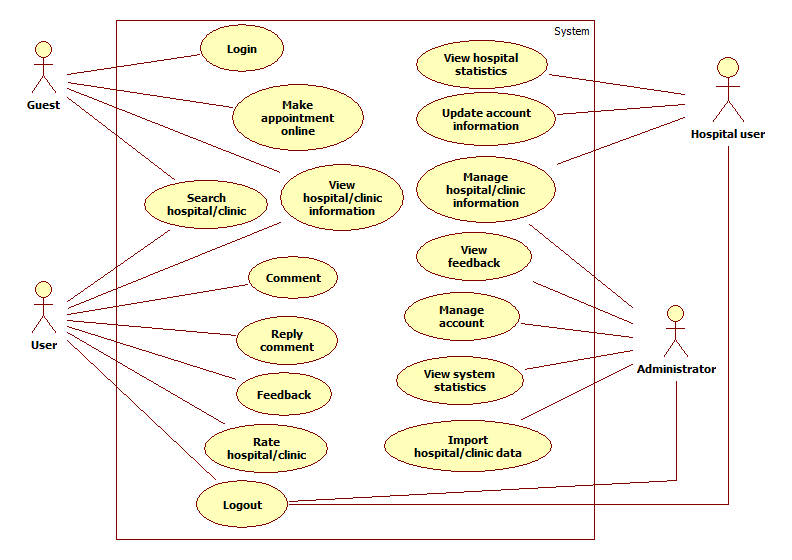 System
Login
View hospital
statistics
Guest
Make
appointment
online
Update account
information
Hospital user
Search
hospital/clinic
View
hospital/clinic
information
Manage
hospital/clinic
information
View
feedback
Comment
User
Reply
comment
Manage
account
Administrator
Feedback
View system
statistics
Rate
hospital/clinic
Import
hospital/clinic data
Logout